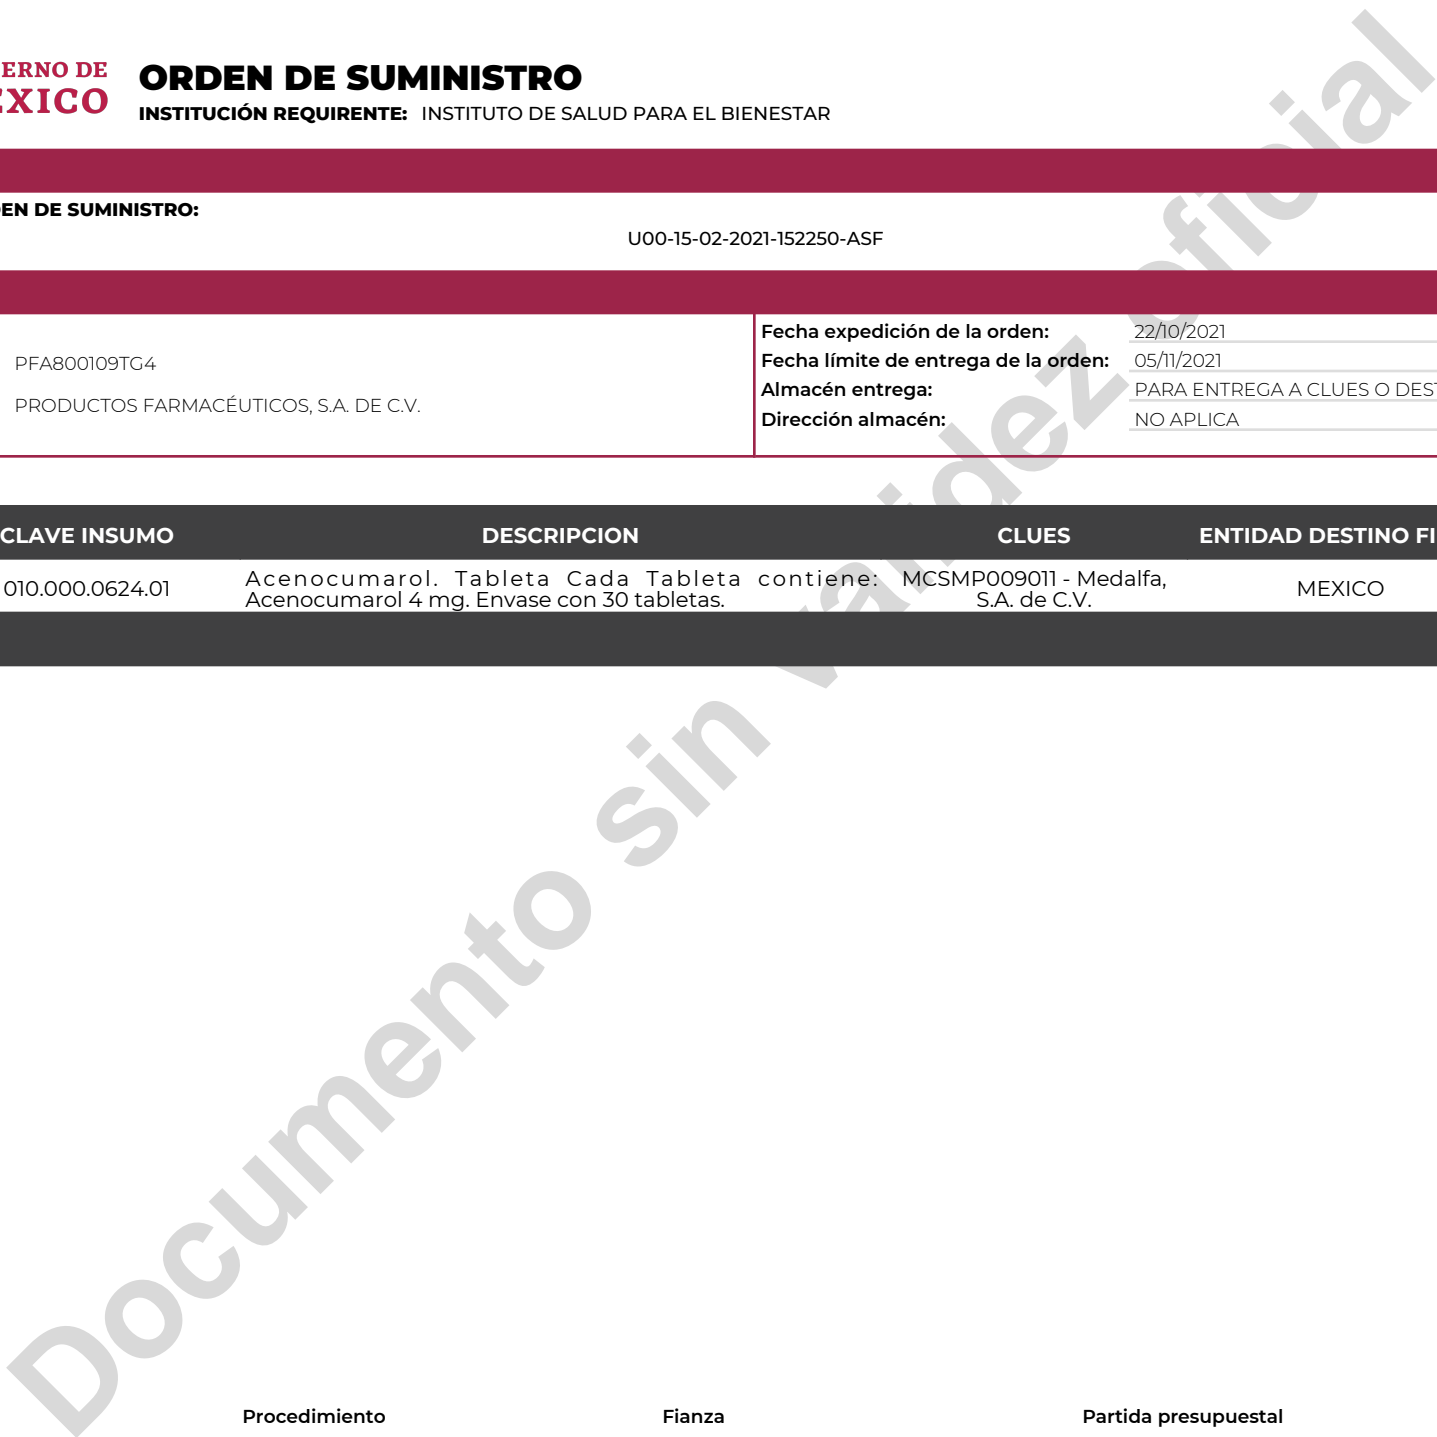 ERNO DE
EXICO
ORDEN DE SUMINISTRO
INSTITUCIÓN REQUIRENTE: INSTITUTO DE SALUD PARA EL BIENESTAR
EN DE SUMINISTRO:
U00-15-02-2021-152250-ASF
PFA800109TG4
PRODUCTOS FARMACÉUTICOS, S.A. DE C.V.
Fecha expedición de la orden: 22/10/2021
Fecha límite de entrega de la orden: 05/11/2021
Almacén entrega: PARA ENTREGA A CLUES O DEST
Dirección almacén: NO APLICA
CLAVE INSUMO DESCRIPCION CLUES ENTIDAD DESTINO FI
010.000.0624.01
Acenocumarol. Tableta Cada Tableta contiene:
Acenocumarol 4 mg. Envase con 30 tabletas.
MCSMP009011 - Medalfa,
S.A. de C.V.
MEXICO
Documento sin validez oficial
Procedimiento Fianza Partida presupuestal